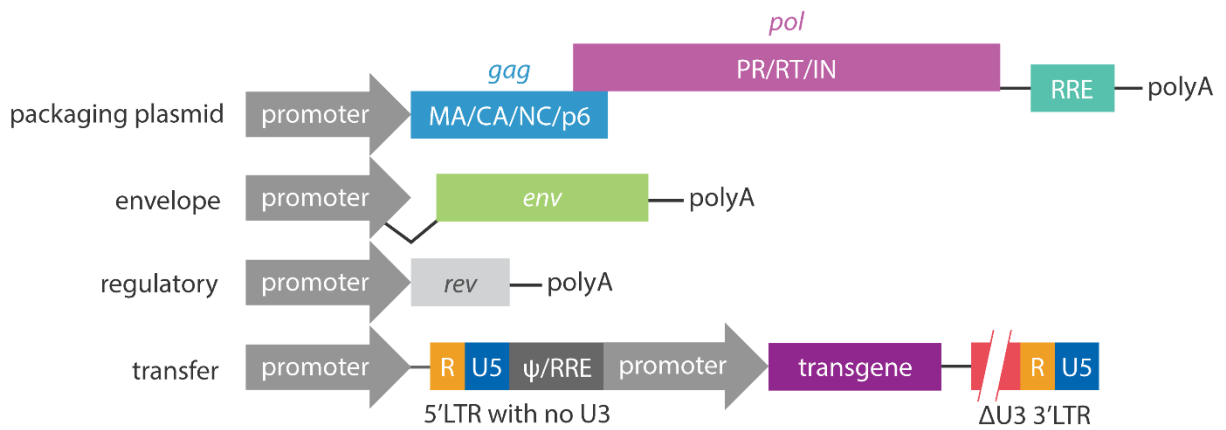 pol
gag
PR/RT/IN
RRE
polyA
packaging plasmid
promoter
MA/CA/NC/p6
envelope
promoter
env
polyA
regulatory
promoter
rev
polyA
transfer
promoter
R
U5
ψ/RRE
promoter
transgene
R
U5
5′LTR with no U3
ΔU3 3′LTR